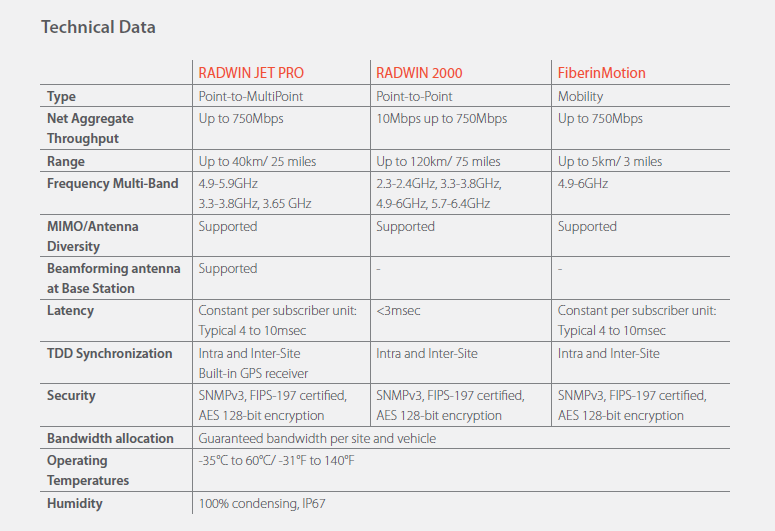 Technical Data
RADWIN JET PRO RADWIN 2000 FiberinMotion
Type Point-to-MultiPoint Point-to-Point Mobility
Net Aggregate Up to 750Mbps 10Mbps up to 750Mbps Up to 750Mbps
Throughput
Range Up to 40km/ 25 miles Up to 120km/ 75 miles Up to 5km/ 3 miles
Frequency Multi-Band 4.9-5.9GHz 2.3-2.4GHz, 3.3-3.8GHz, 4.9-6GHz
3.3-3.8GHz, 3.65 GHz 4.9-6GHz, 5.7-6.4GHz
MIMO/Antenna Supported Supported Supported
Diversity
Beamforming antenna Supported - -
at Base Station
Latency Constant per subscriber unit: <3msec Constant per subscriber unit:
Typical 4 to 10msec Typical 4 to 10msec
TDD Synchronization Intra and Inter-Site Intra and Inter-Site Intra and Inter-Site
Built-in GPS receiver
Security SNMPv3, FIPS-197 certified, SNMPv3, FIPS-197 certified, SNMPv3, FIPS-197 certified,
AES 128-bit encryption AES 128-bit encryption AES 128-bit encryption
Bandwidth allocation Guaranteed bandwidth per site and vehicle
Operating -35°C to 60°C/ -31°F to 140°F
Temperatures
Humidity 100% condensing, IP67